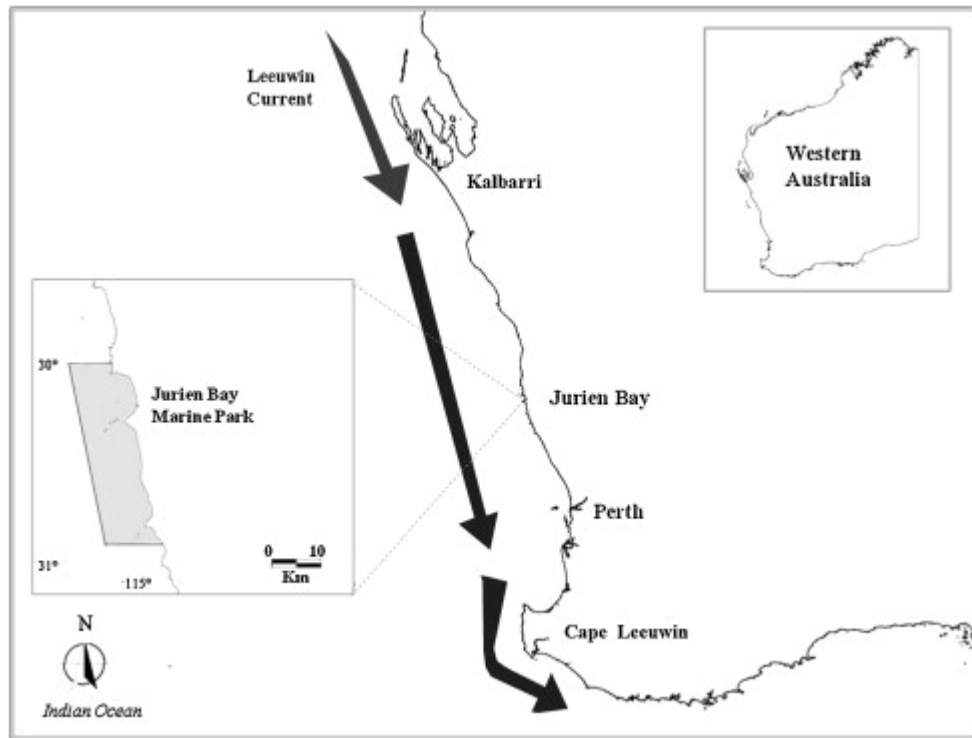 Leeuwin
Current
Kalbarri
Western
Australia
30°
Jurien Bay
Marine Park
Jurien Bay
Perth
0 10
Km
31°
115°
N
Cape Leeuwin
Indian Ocean